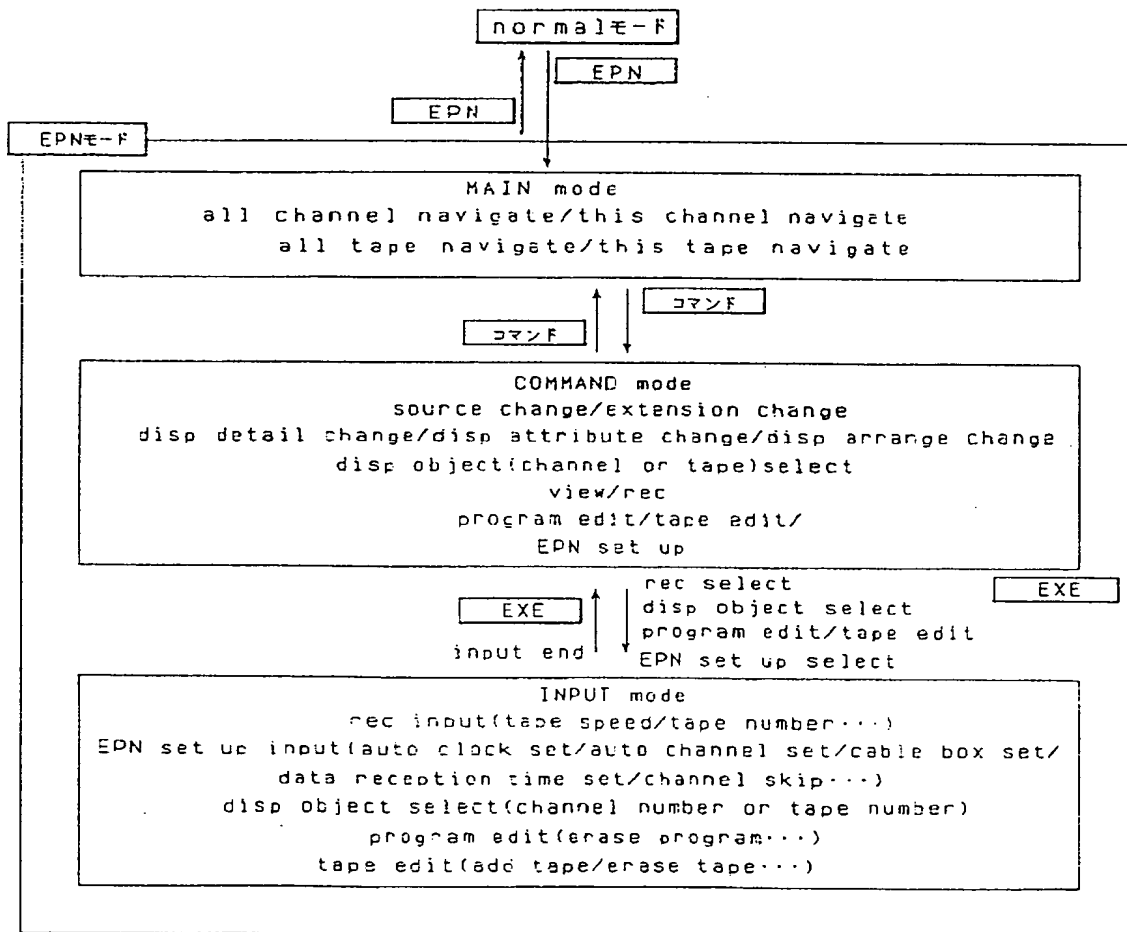 normalモード
EPN
EPN
EPNモード
MAIN mode
all channel navigate/this channel navigate
all tape navigate/this tape navigate
コマンド
コマンド
COMMAND mode
source change/extension change
disp detail change/disp attribute change/disp arrange change
disp object(channel or tape)select
view/rec
program edit/tape edit/
EPN set up
rec select
EXE
EXE
disp object select
program edit/tape edit
input end
EPN set up select
INPUT mode
rec input(tape speed/tape number···)
EPN set up input(auto clock set/auto channel set/cable box set/
data reception time set/channel skip···)
disp object select(channel number or tape number)
program edit(erase program···)
tape edit(add tape/erase tape···)